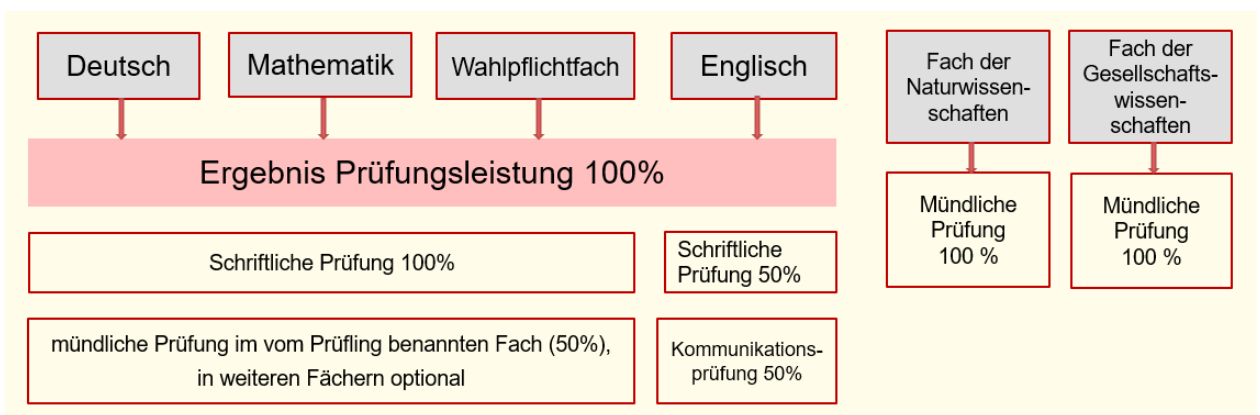 Deutsch
Mathematik
Wahlpflichtfach
Englisch
Fach der
Naturwissen-
schaften
Fach der
Gesellschafts-
wissen-
schaften
Ergebnis Prüfungsleistung 100%
Mündliche
Prüfung
100 %
Mündliche
Prüfung
100 %
Schriftliche Prüfung 100%
Schriftliche
Prüfung 50%
mündliche Prüfung im vom Prüfling benannten Fach (50%),
in weiteren Fächern optional
Kommunikations-
prüfung 50%